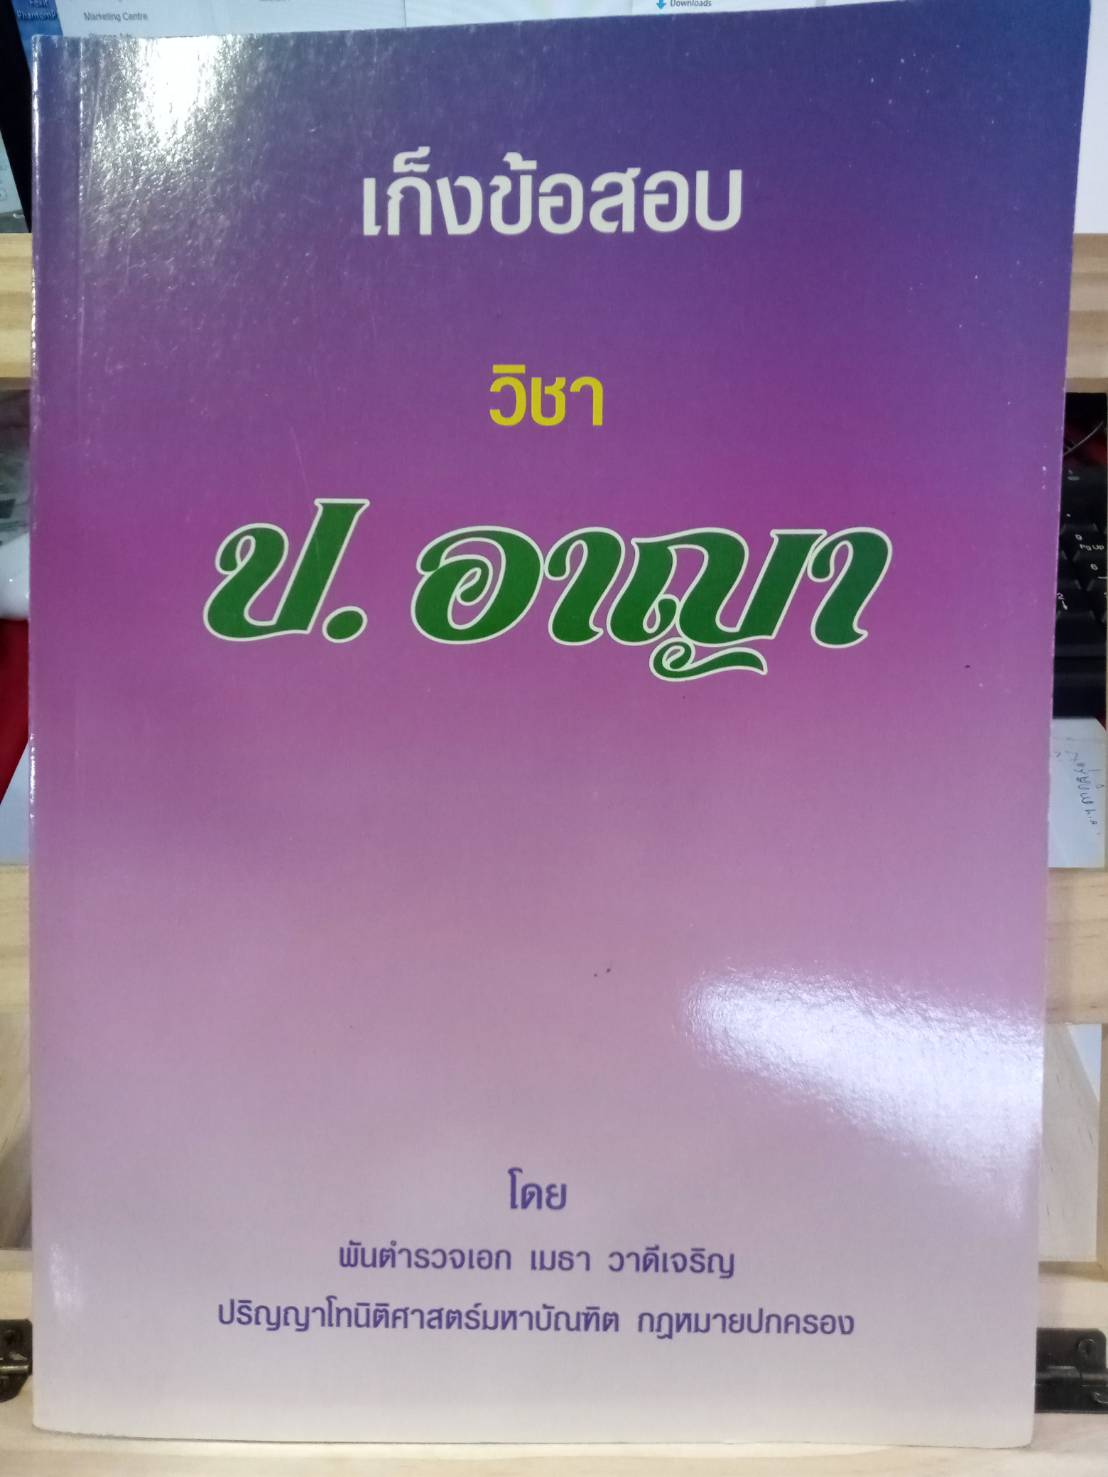 Marketing Centre
Downloads
เก็งข้อสอบ
วิชา
ป. อาญา
โดย
พันตำรวจเอก เมธา วาดีเจริญ
ปริญญาโทนิติศาสตร์มหาบัณฑิต กฎหมายปกครอง